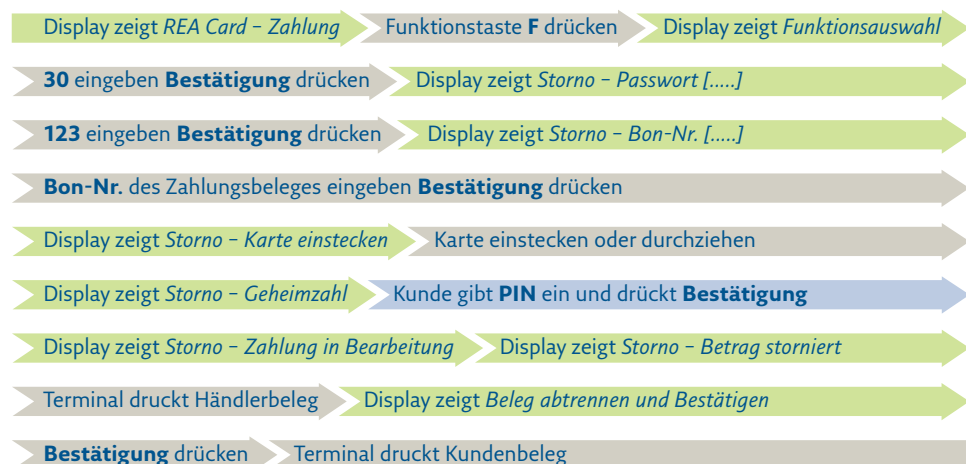 Display zeigt REA Card – Zahlung Funktionstaste F drücken Display zeigt Funktionsauswahl
30 eingeben Bestätigung drücken Display zeigt Storno – Passwort [.....]
123 eingeben Bestätigung drücken Display zeigt Storno – Bon-Nr. [.....]
Bon-Nr. des Zahlungsbeleges eingeben Bestätigung drücken
Display zeigt Storno – Karte einstecken Karte einstecken oder durchziehen
Display zeigt Storno – Geheimzahl Kunde gibt PIN ein und drückt Bestätigung
Display zeigt Storno – Zahlung in Bearbeitung Display zeigt Storno – Betrag storniert
Terminal druckt Händlerbeleg Display zeigt Beleg abtrennen und Bestätigen
Bestätigung drücken Terminal druckt Kundenbeleg